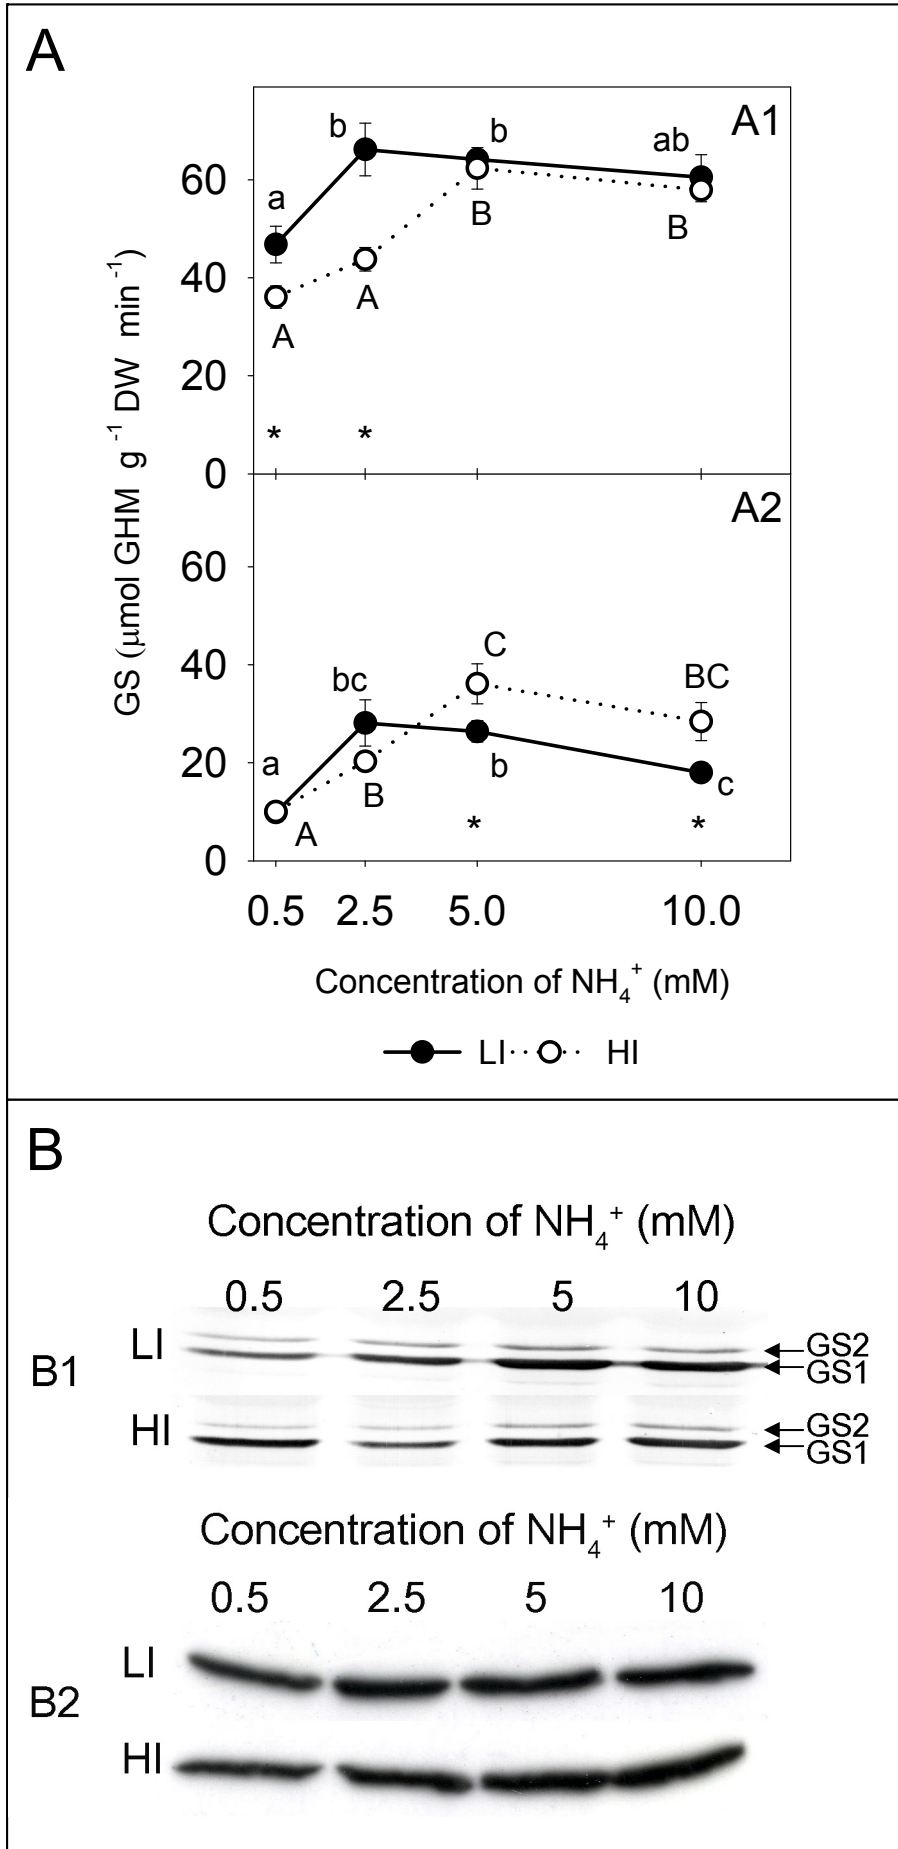 A
A1
b
b
ab
60
a
B
B
40
A
A
20
*
*
0
A2
60
C
40
bc
BC
20
a
b
B
c
A
*
*
0
GS (μmol GHM g⁻¹ DW min⁻¹)
0.5 2.5 5.0 10.0
Concentration of NH₄⁺ (mM)
LI HI
B
Concentration of NH₄⁺ (mM)
0.5 2.5 5 10
LI
GS2
B1
GS1
HI
GS2
GS1
Concentration of NH₄⁺ (mM)
0.5 2.5 5 10
LI
B2
HI